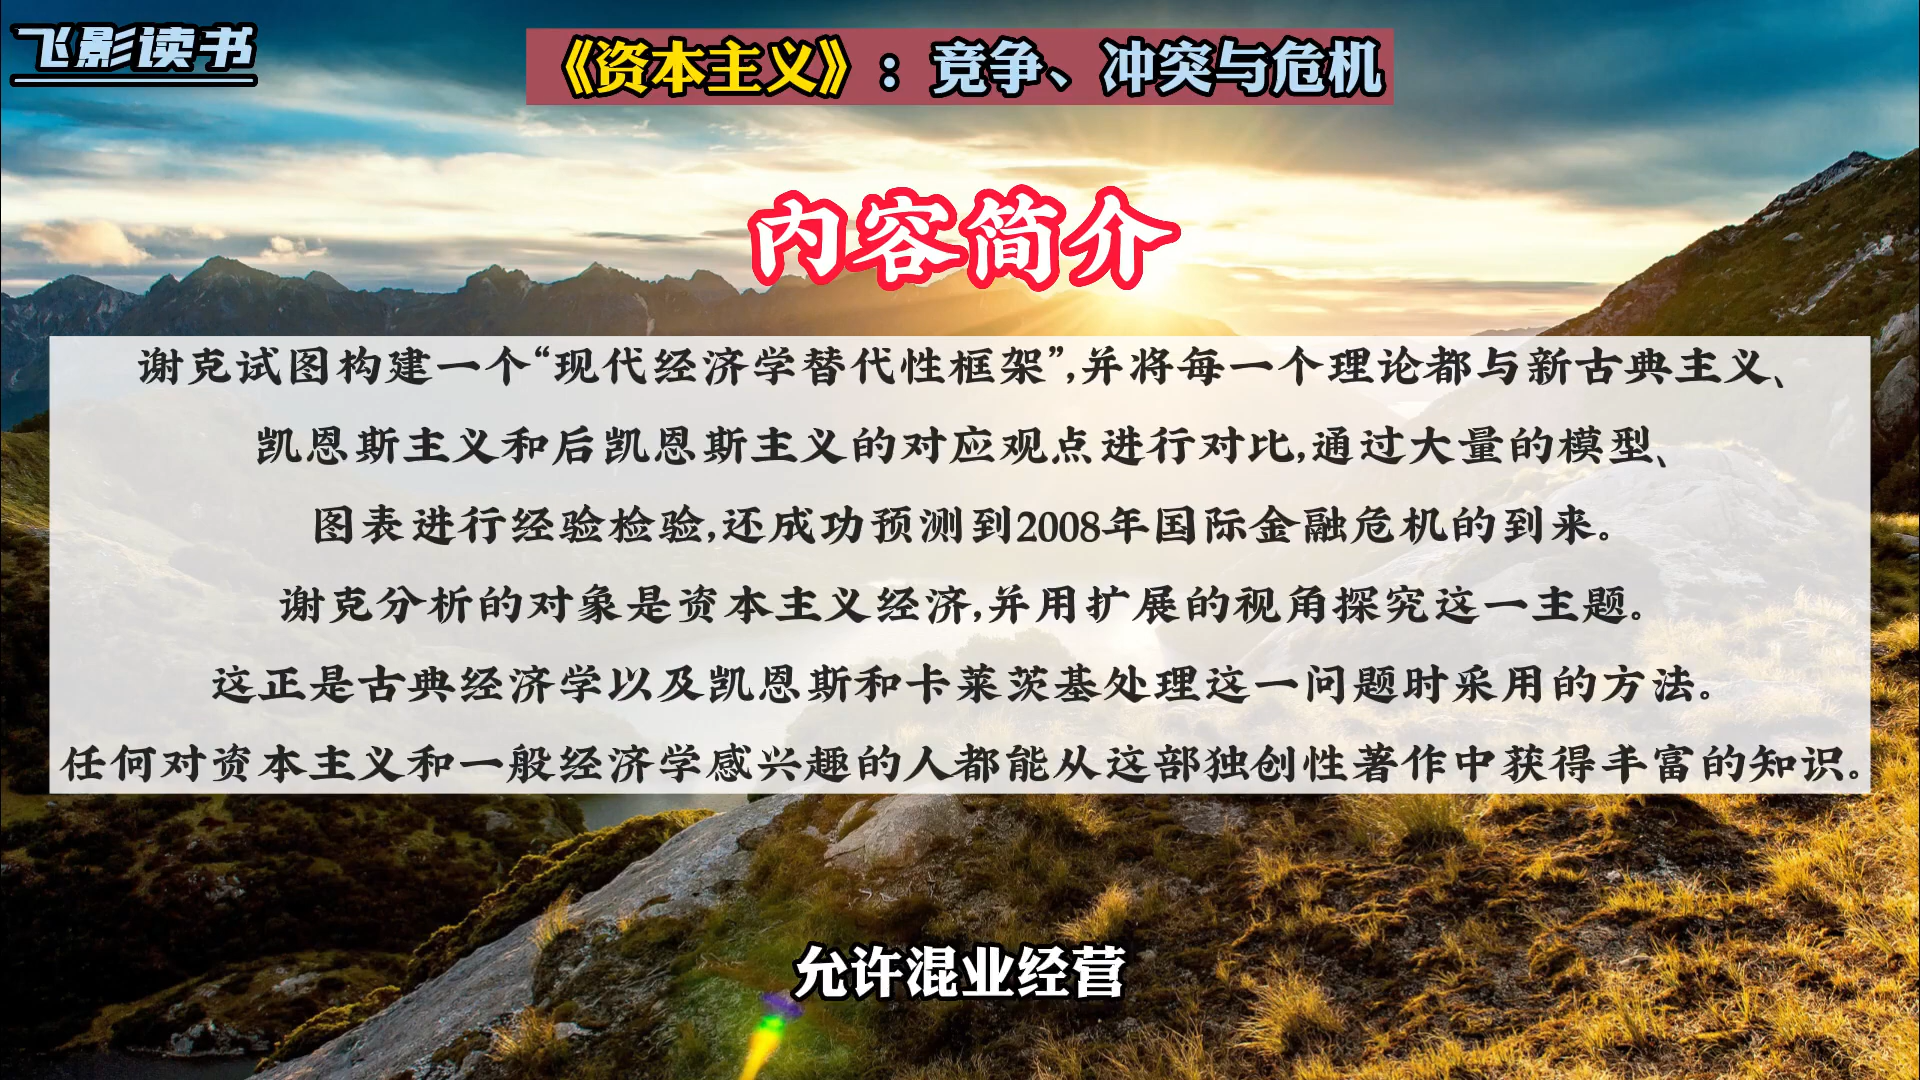 飞影读书
《资本主义》：竞争、冲突与危机
内容简介
谢克试图构建一个“现代经济学替代性框架”,并将每一个理论都与新古典主义、
凯恩斯主义和后凯恩斯主义的对应观点进行对比,通过大量的模型、
图表进行经验检验,还成功预测到2008年国际金融危机的到来。
谢克分析的对象是资本主义经济,并用扩展的视角探究这一主题。
这正是古典经济学以及凯恩斯和卡莱茨基处理这一问题时采用的方法。
任何对资本主义和一般经济学感兴趣的人都能从这部独创性著作中获得丰富的知识。
允许混业经营